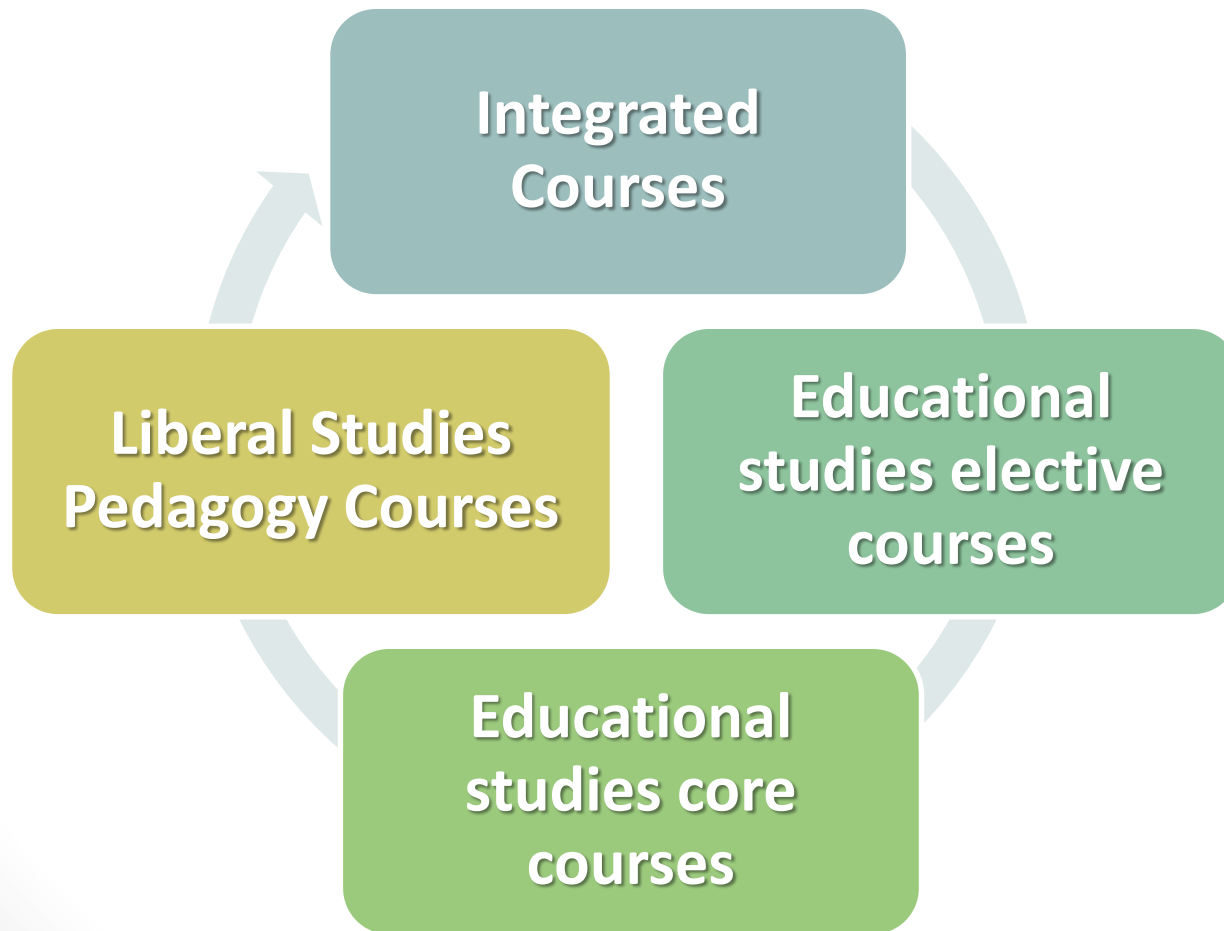 Integrated
Courses
Liberal Studies
Pedagogy Courses
Educational
studies elective
courses
Educational
studies core
courses